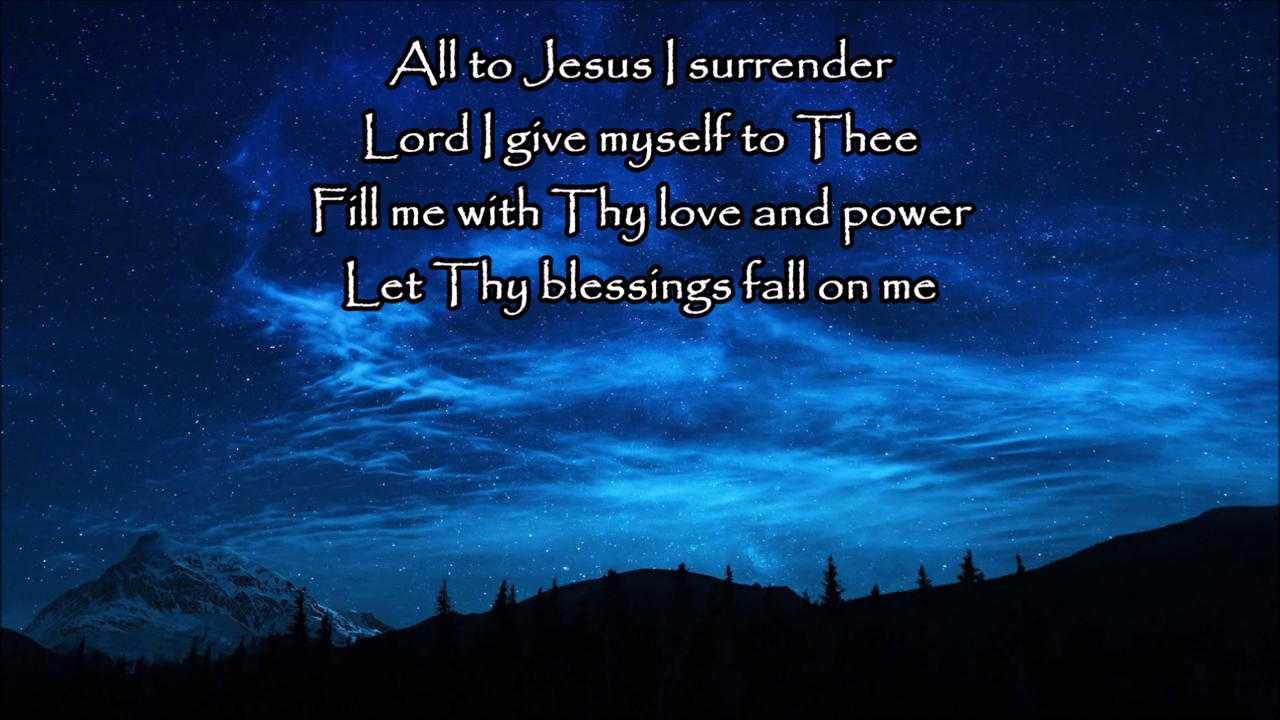 All to Jesus I surrender
Lord I give myself to Thee
Fill me with Thy love and power
Let Thy blessings fall on me